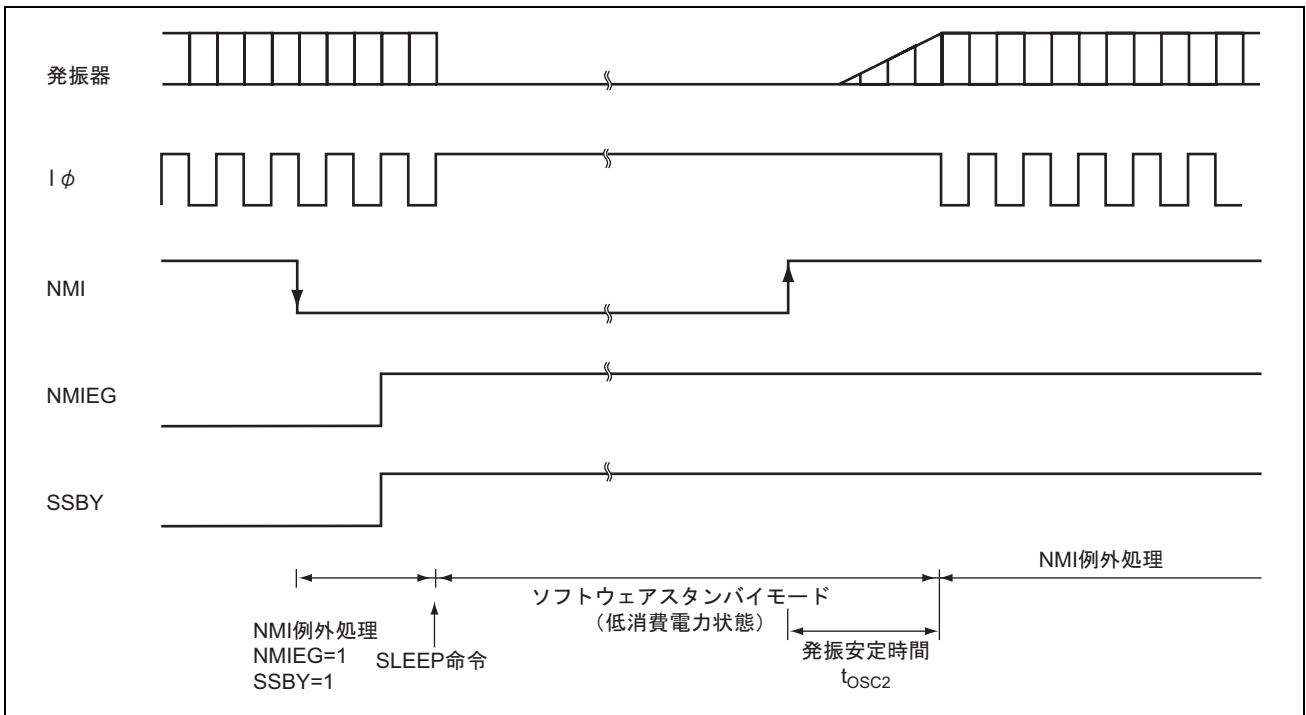 発振器
Iφ
NMI
NMIEG
SSBY
NMI例外処理
ソフトウェアスタンバイモード
（低消費電力状態）
NMI例外処理
NMIEG=1
SSBY=1
SLEEP命令
発振安定時間
tOSC2